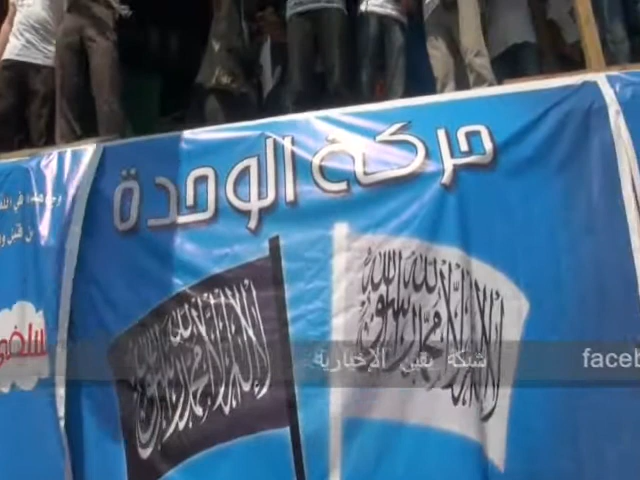 حركة الوحدة
لا إله إلا الله محمد رسول الله
لا إله إلا الله محمد رسول الله
شبكة يقين الإخبارية
faceb